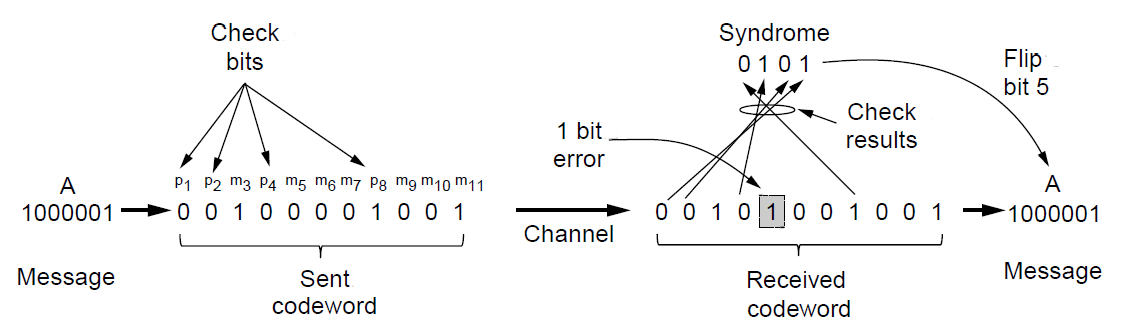 Check
bits
A
1000001
Message
p1 p2 m3 p4 m5 m6 m7 p8 m9 m10 m11
0 0 1 0 0 0 0 1 0 0 1
Sent
codeword
Channel
1 bit
error
Syndrome
0 1 0 1
Check
results
0 0 1 0 1 0 0 1 0 0 1
Received
codeword
Flip
bit 5
A
1000001
Message